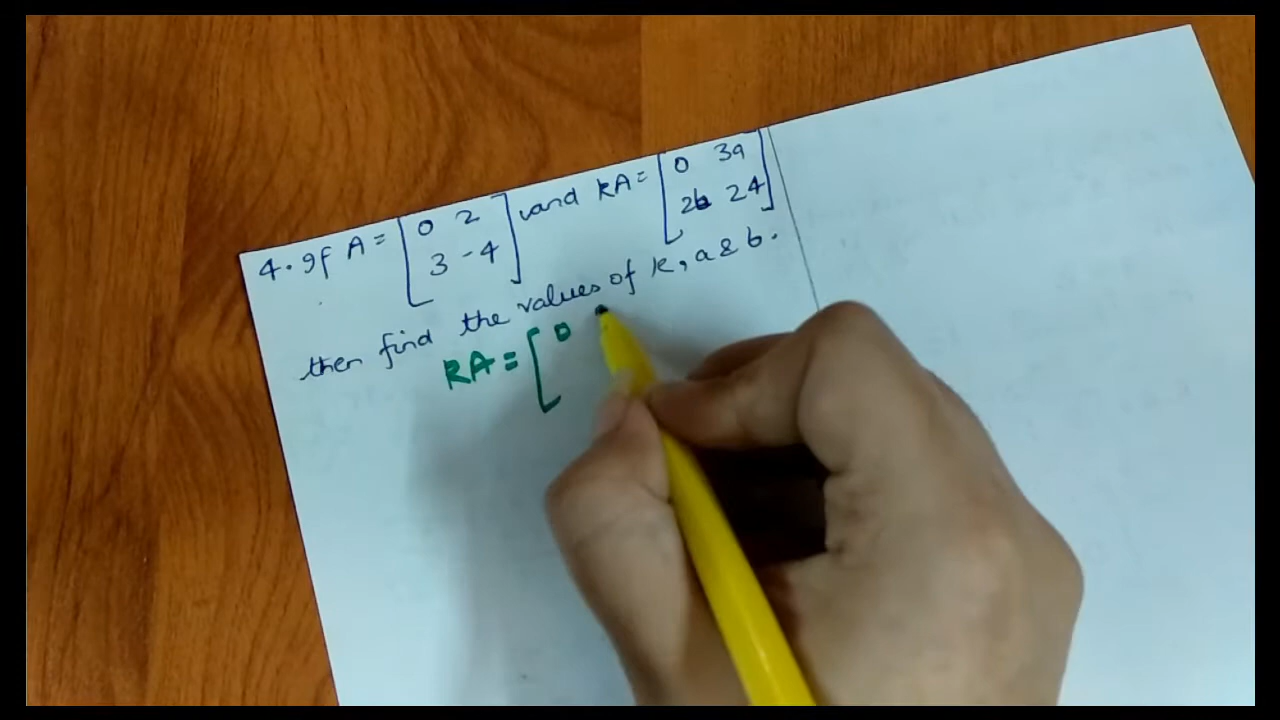 4. If A = [0 2 and kA = [0 3a
3 -4] 2b 24]
then find the values of k, a & b.
kA = [0